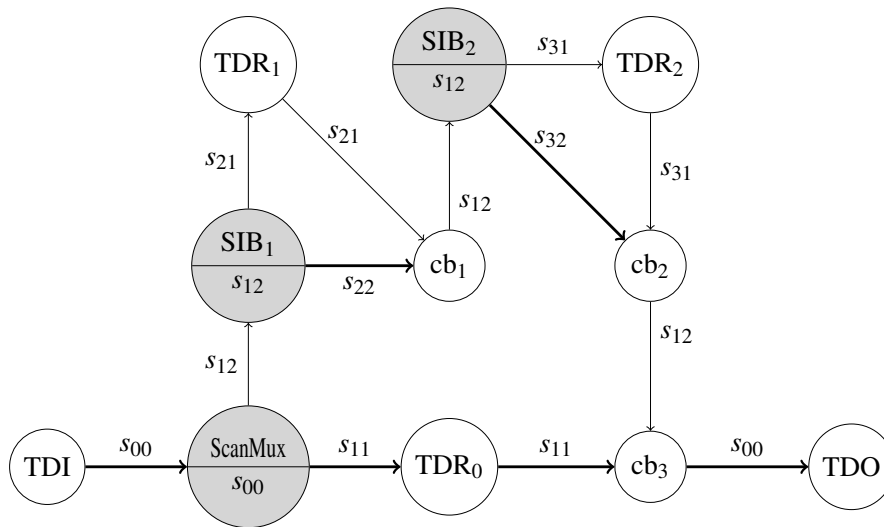 SIB₂
s₃₁
TDR₁
TDR₂
s₁₂
s₂₁
s₃₂
s₂₁
s₃₁
s₁₂
SIB₁
cb₁
cb₂
s₁₂
s₂₂
s₁₂
s₁₂
ScanMux
s₀₀
s₁₁
s₁₁
s₀₀
TDI
TDR₀
cb₃
TDO
s₀₀